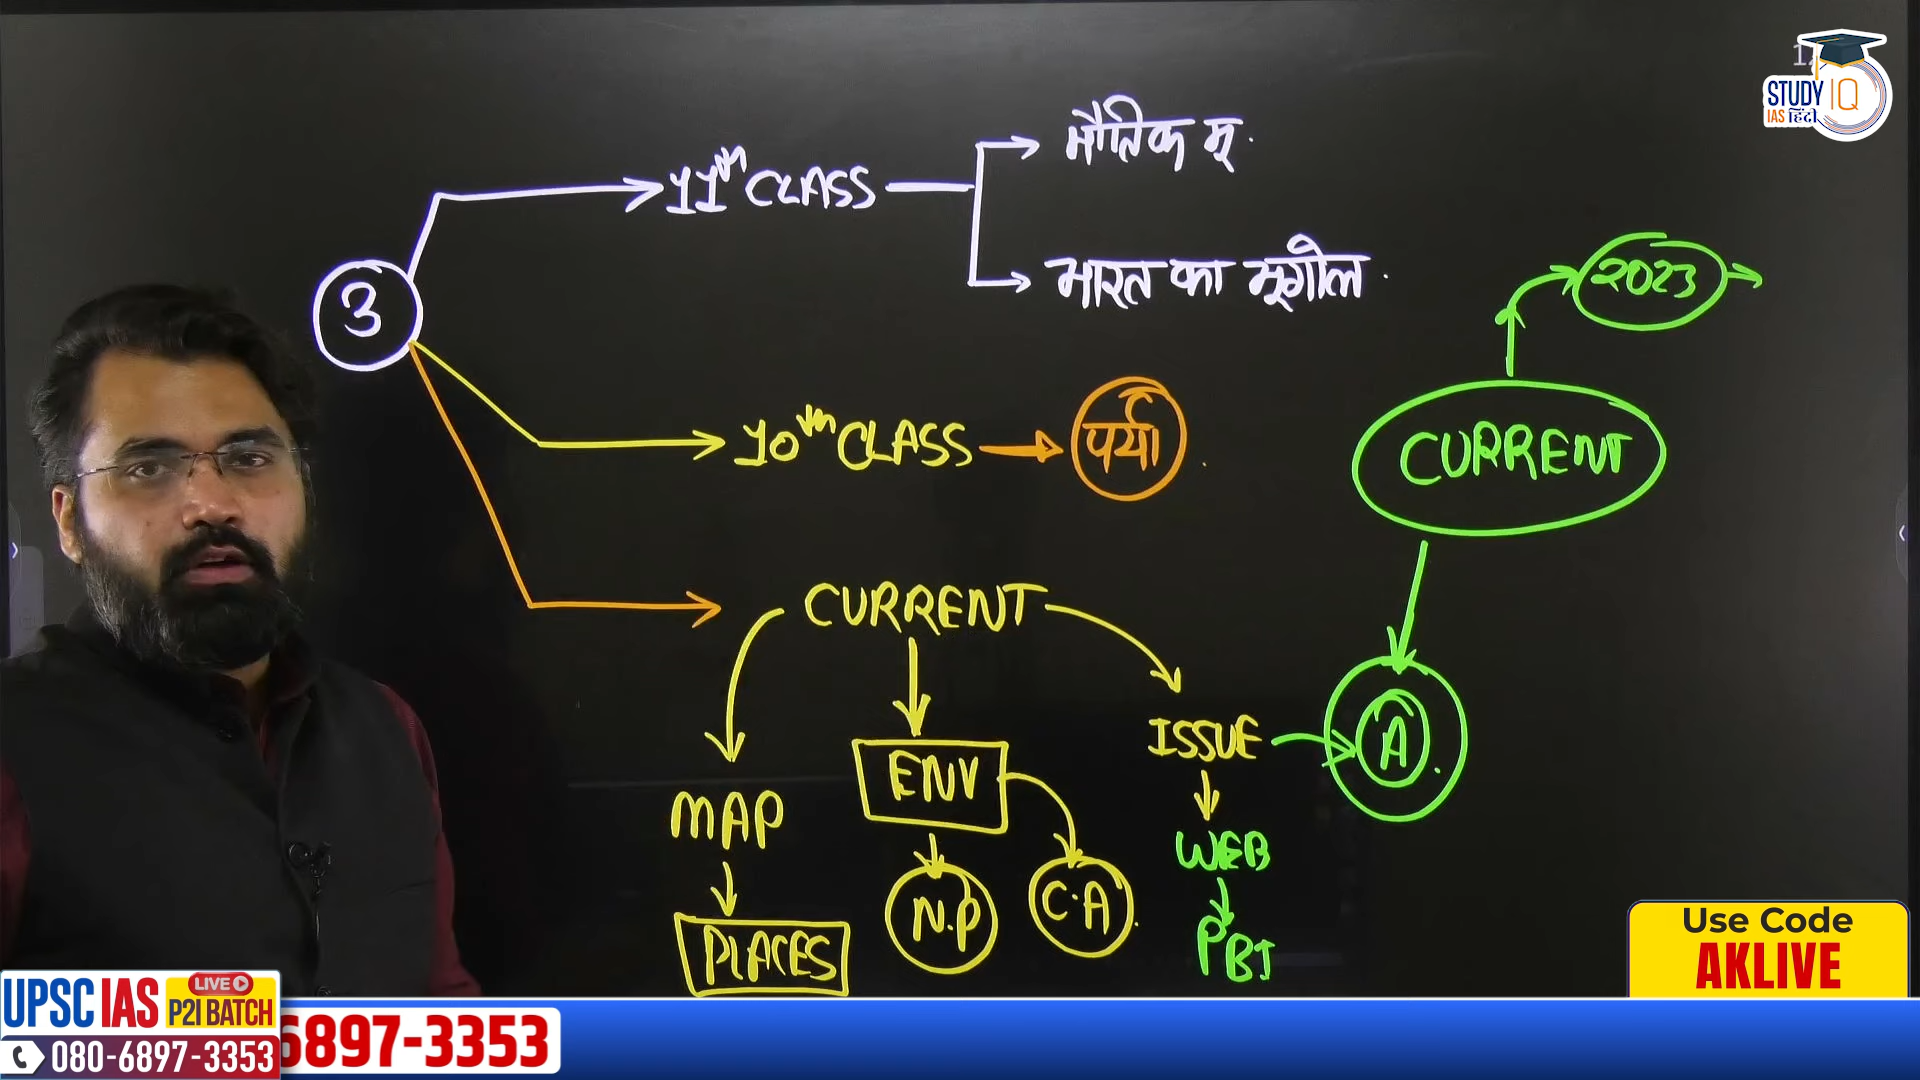 STUDY IQ
IAS हिंदी
11th CLASS
भौतिक भू.
भारत का भूगोल
3
2023
10th CLASS
पर्या
CURRENT
CURRENT
MAP
ENV
ISSUE
A
PLACES
N.P
C.A
WEB
PBI
Use Code
AKLIVE
UPSC IAS
LIVE
P2I BATCH
080-6897-3353
6897-3353